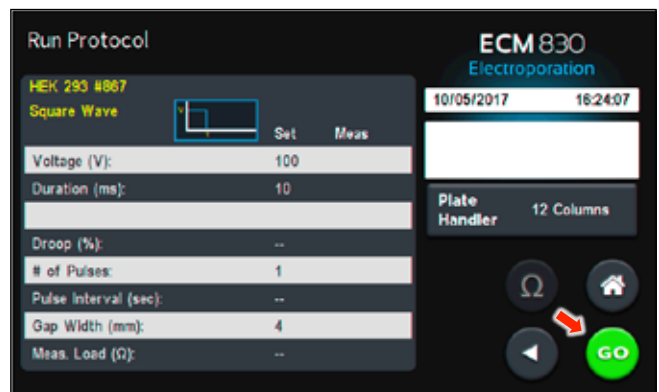 Run Protocol
HEK 293 #867
Square Wave
V
T
Set Meas
Voltage (V): 100
Duration (ms): 10
Droop (%): --
# of Pulses: 1
Pulse Interval (sec): --
Gap Width (mm): 4
Meas. Load (Ω): --
ECM 830
Electroporation
10/05/2017 16:24:07
Plate
Handler
12 Columns
Ω
GO